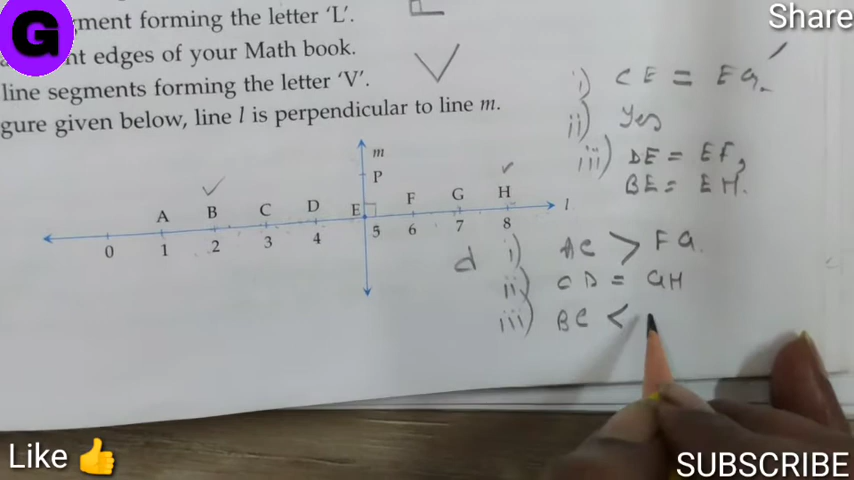 G
Share
ment forming the letter 'L'.
nt edges of your Math book.
line segments forming the letter 'V'.
gure given below, line l is perpendicular to line m.
i) CE = EG.
ii) Yes
iii) DE = EF,
BE = EH.
m
P
A B C D E F G H l
0 1 2 3 4 5 6 7 8
d i) AC > FG.
ii) CD = GH
iii) BC <
Like 👍
SUBSCRIBE